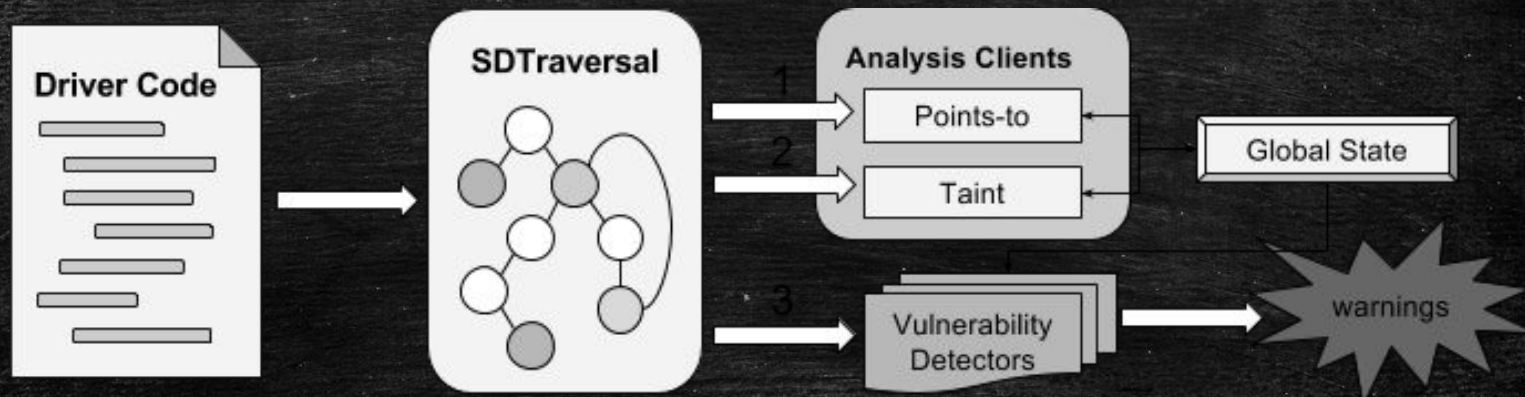 Driver Code
SDTraversal
Analysis Clients
1
Points-to
2
Taint
Global State
3
Vulnerability
Detectors
warnings